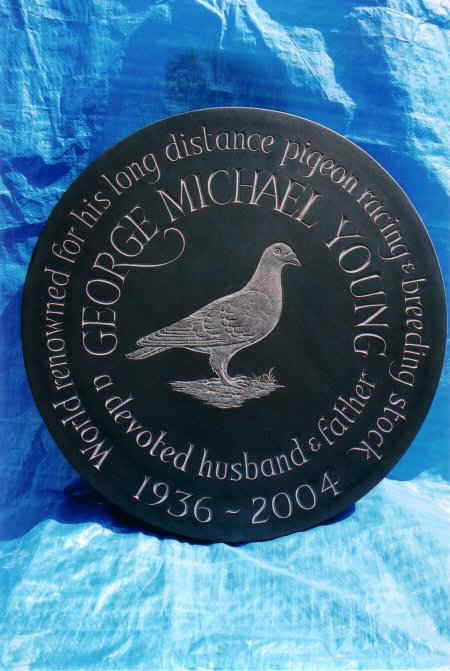 World renowned for his long distance pigeon racing & breeding stock
GEORGE MICHAEL YOUNG
a devoted husband & father
1936 ~ 2004